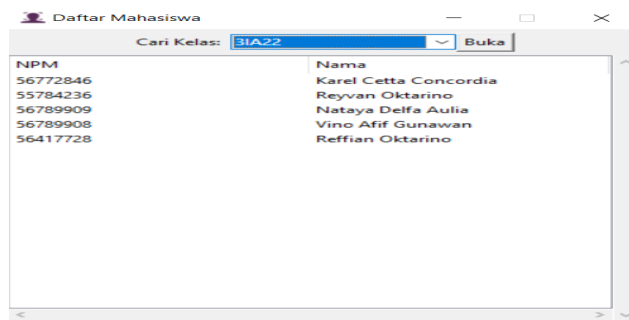 Daftar Mahasiswa
Cari Kelas: 3IA22 Buka
NPM Nama
56772846 Karel Cetta Concordia
55784236 Reyvan Oktarino
56789909 Nataya Delfa Aulia
56789908 Vino Afif Gunawan
56417728 Reffian Oktarino